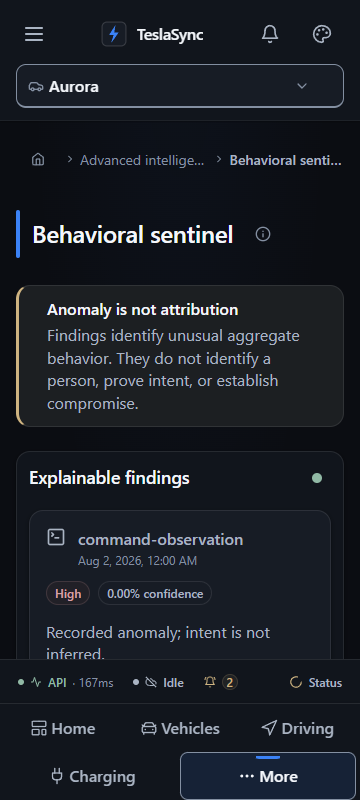 TeslaSync
Aurora
Advanced intellige... Behavioral senti...
Behavioral sentinel
Anomaly is not attribution
Findings identify unusual aggregate
behavior. They do not identify a
person, prove intent, or establish
compromise.
Explainable findings
command-observation
Aug 2, 2026, 12:00 AM
High 0.00% confidence
Recorded anomaly; intent is not
inferred.
API · 167ms Idle 2 Status
Home Vehicles Driving
Charging More